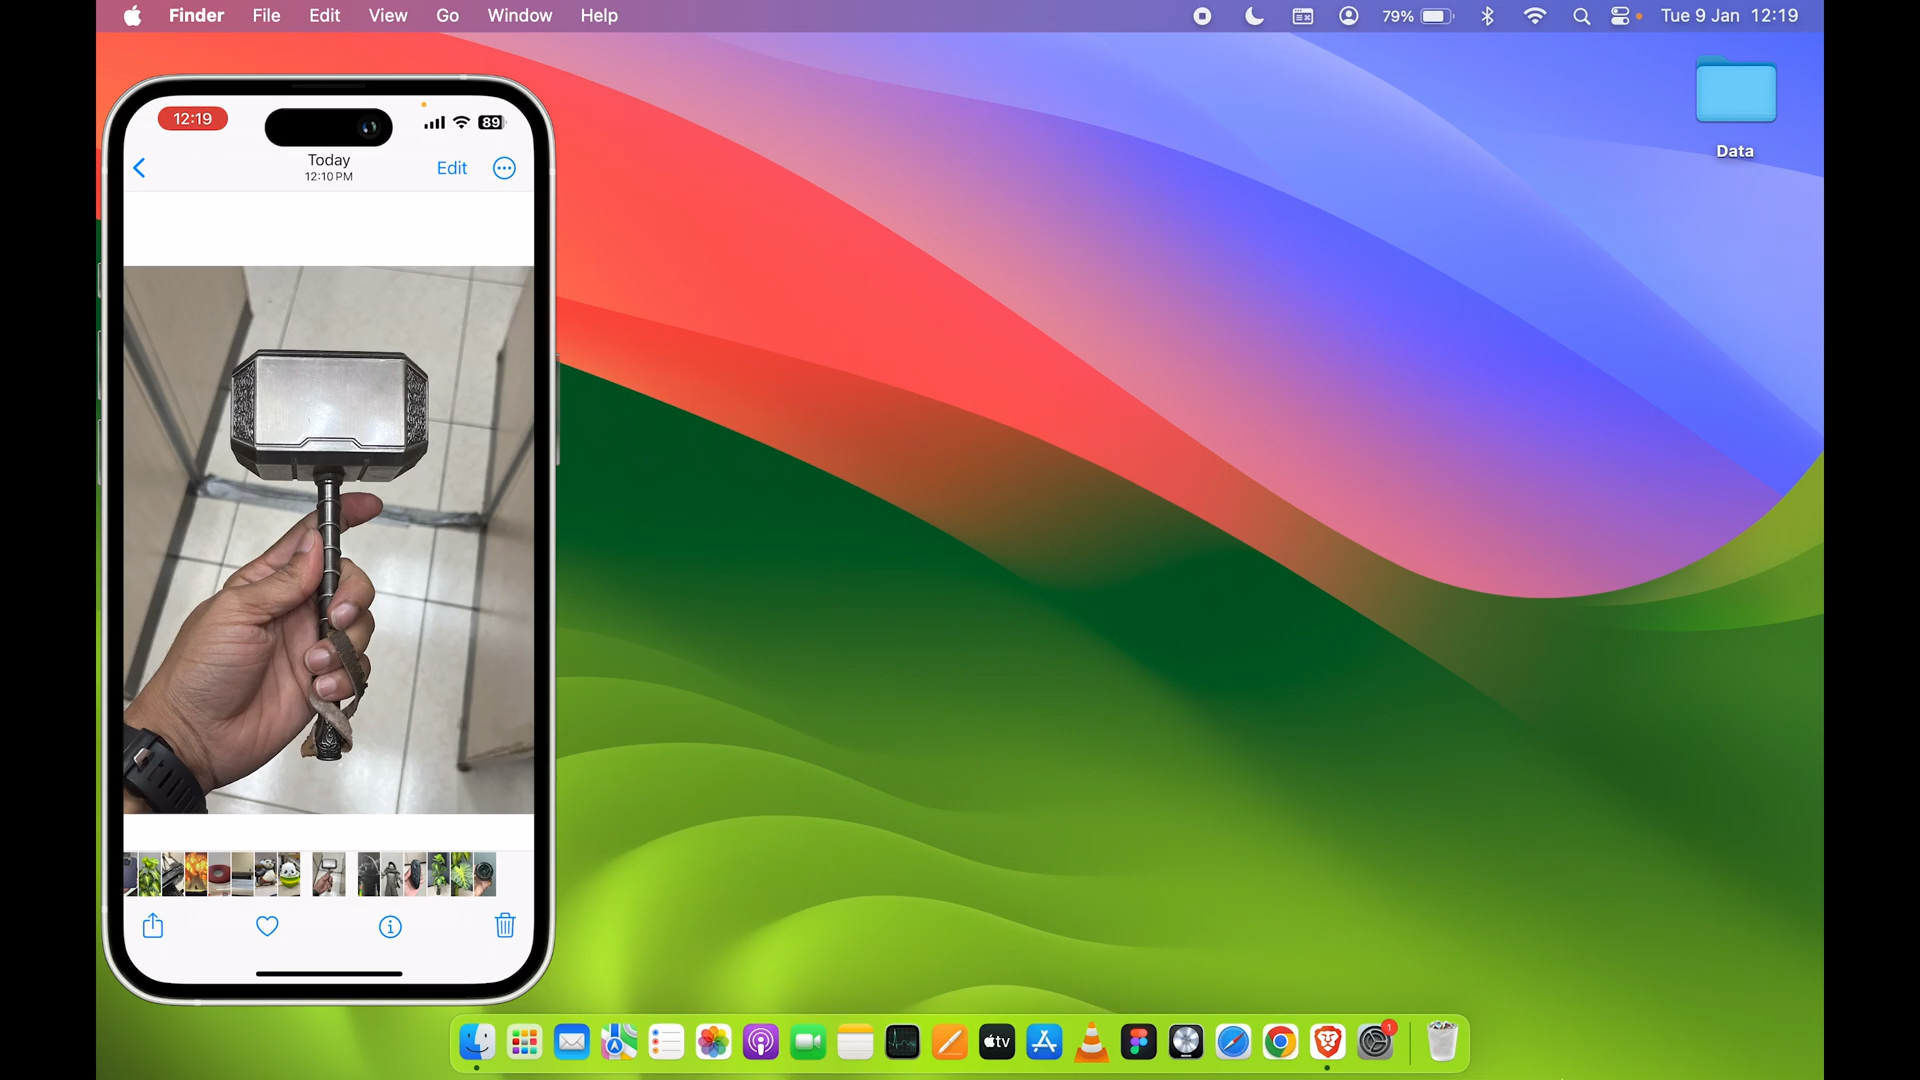 Finder File Edit View Go Window Help 79% Tue 9 Jan 12:19
Data
12:19 89
Today
12:10 PM
Edit
tv
1